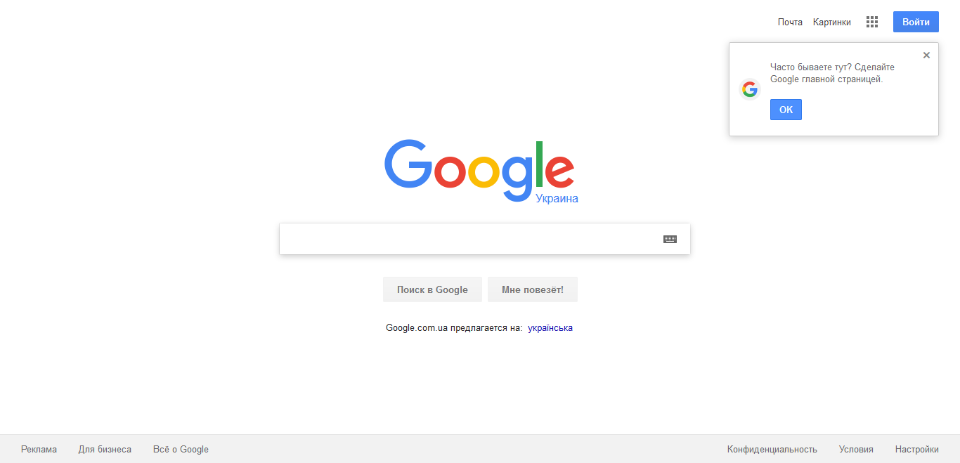 Почта Картинки Войти
Часто бываете тут? Сделайте
Google главной страницей.
OK
Google
Украина
Поиск в Google Мне повезёт!
Google.com.ua предлагается на: українська
Реклама Для бизнеса Всё о Google Конфиденциальность Условия Настройки